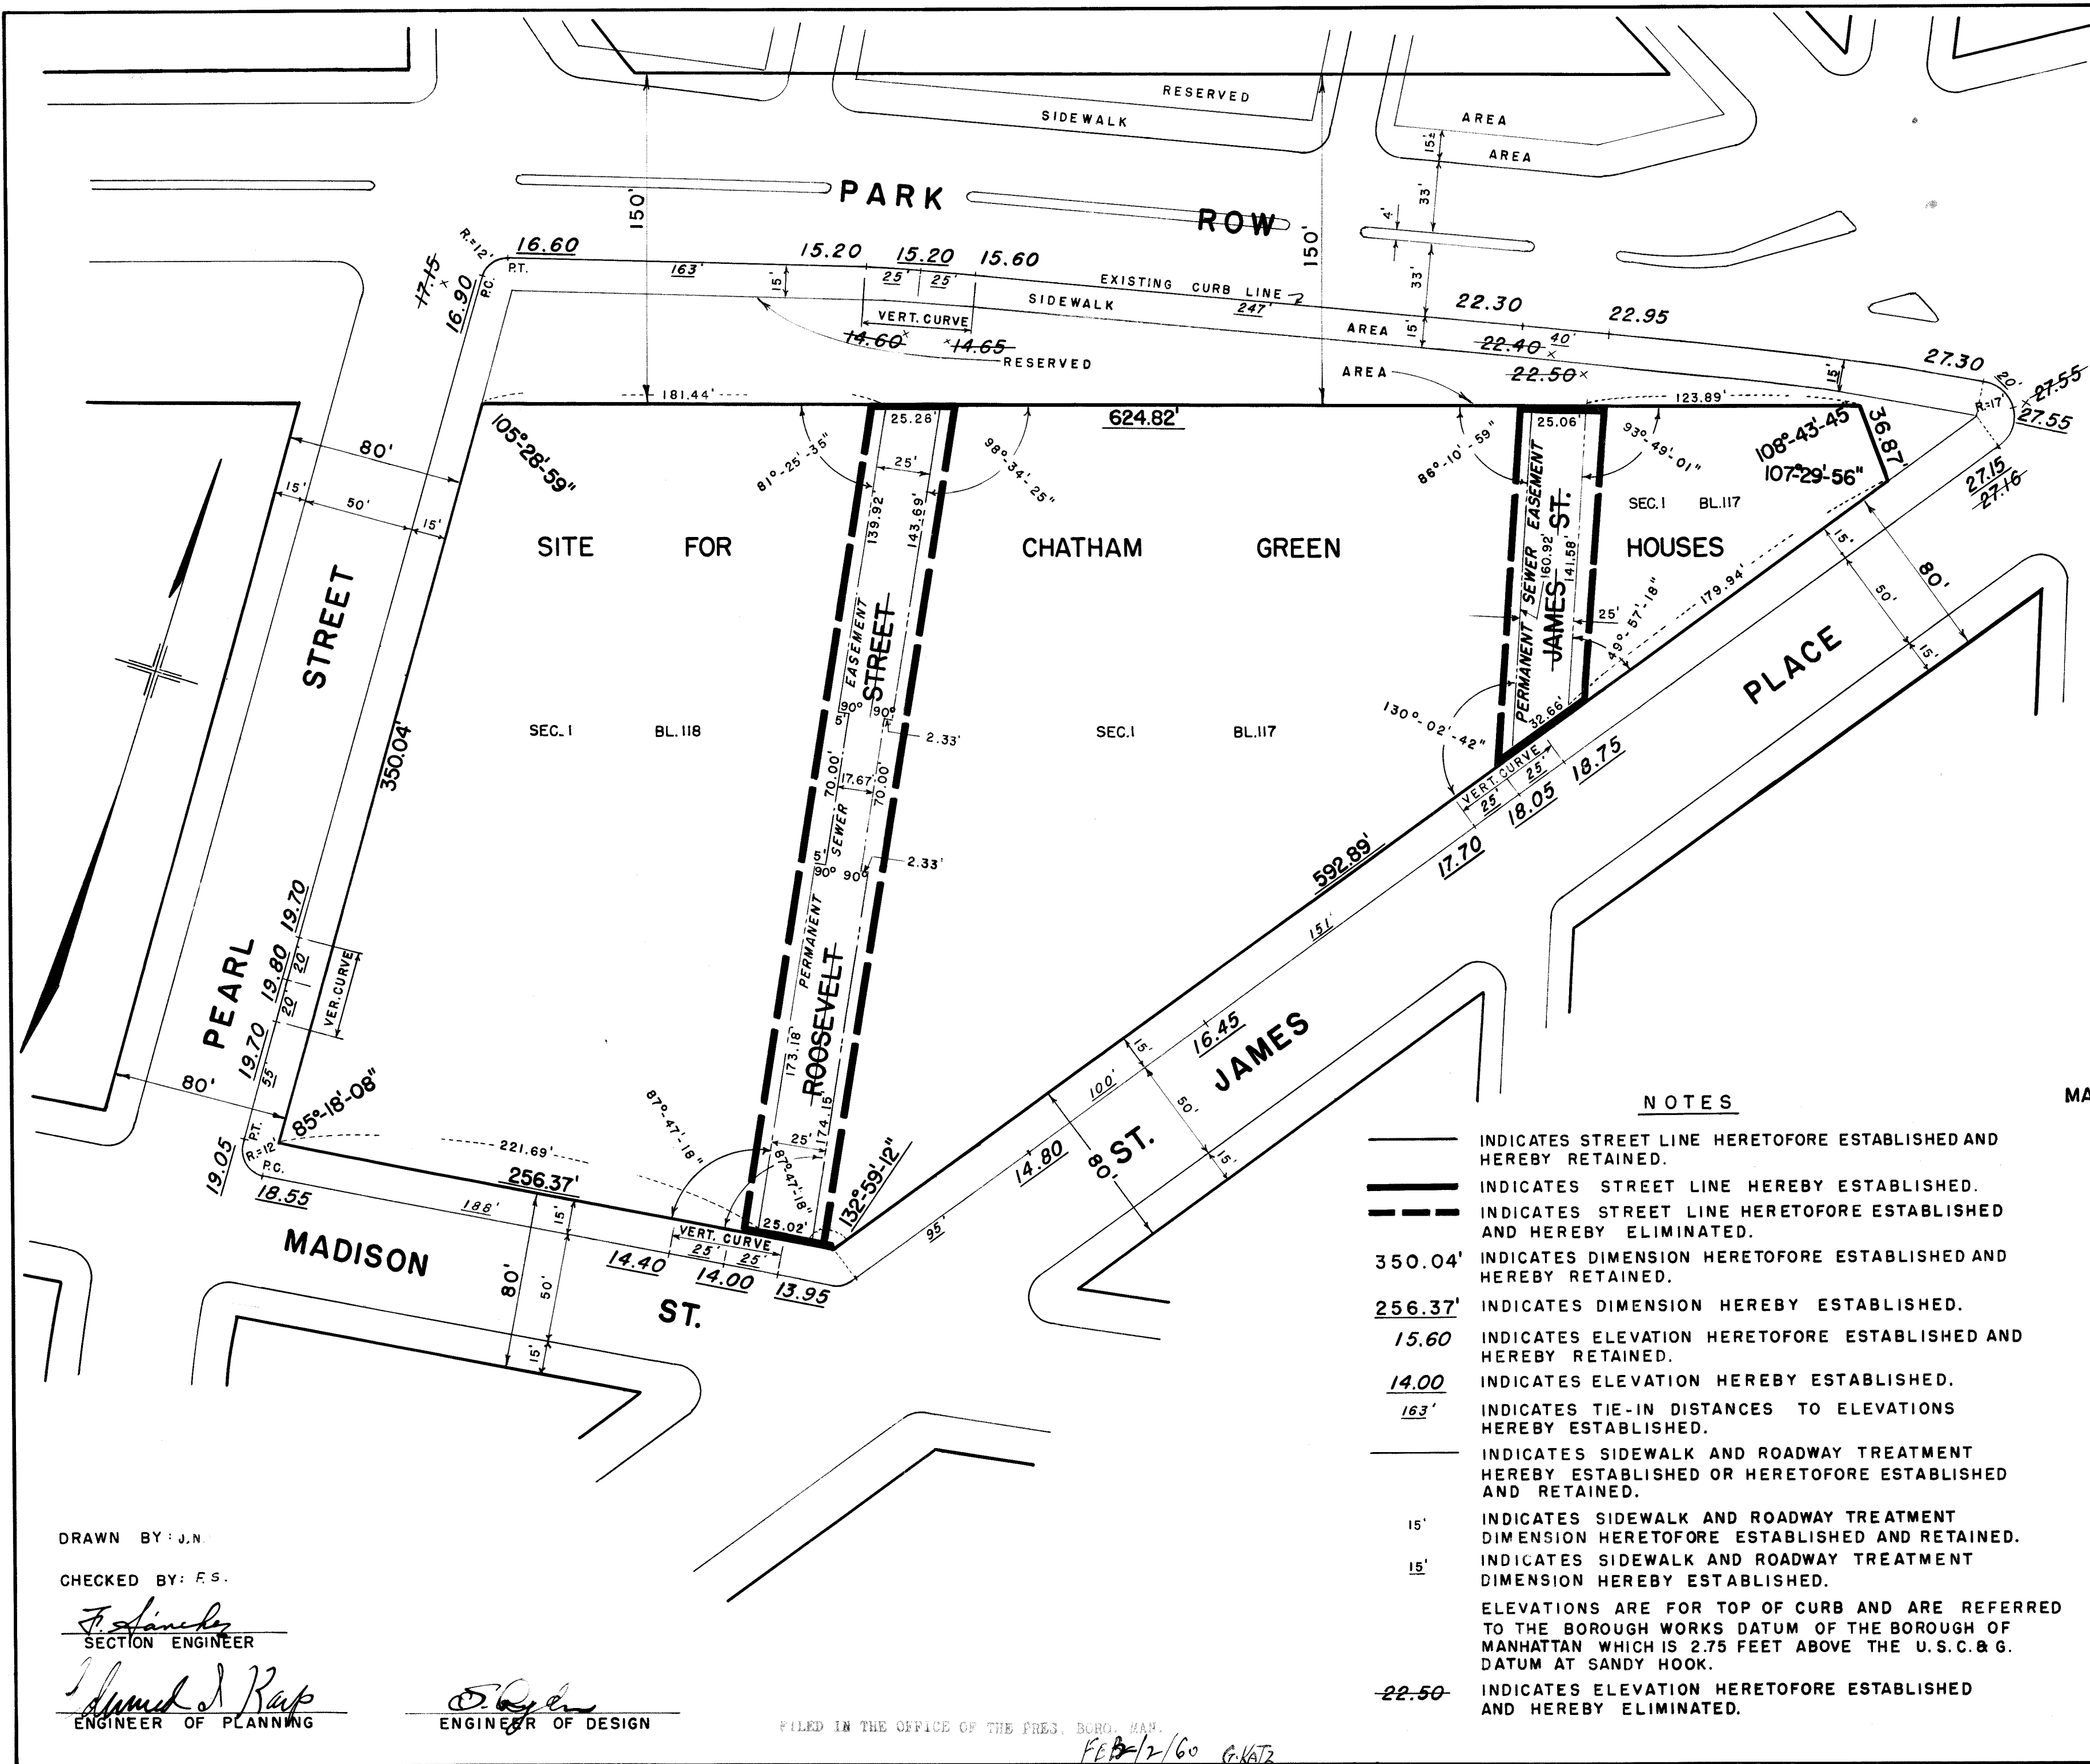 RESERVED
SIDEWALK
AREA
AREA
15'±
33'
4'
33'
150'
150'
PARK ROW
R.=12'
17.15
16.90
P.C.
P.T.
16.60
163'
15'
15.20
15.20
15.60
25'
25'
VERT. CURVE
14.60
14.65
RESERVED
EXISTING CURB LINE
SIDEWALK
247'
AREA
15'
AREA
22.30
22.95
22.40
40'
22.50
15'
27.30
20'
R.=17'
27.55
27.55
27.15
27.16
181.44'
624.82'
123.89'
36.87'
108°-43'-45"
107°-29'-56"
105°-28'-59"
81°-25'-35"
25.28'
98°-34'-25"
86°-10'-59"
25.06'
93°-49'-01"
80'
15'
50'
15'
25'
139.92'
143.69'
SEC.1 BL.117
SITE FOR CHATHAM GREEN HOUSES
PERMANENT SEWER EASEMENT
JAMES ST.
160.92'
141.58'
25'
49°-57'-18"
179.94'
32.66'
130°-02'-42"
15'
50'
15'
80'
PEARL STREET
350.04'
SEC.1 BL.118
SEC.1 BL.117
PERMANENT SEWER EASEMENT
ROOSEVELT STREET
90° 90°
5'
2.33'
70.00'
17.67'
70.00'
5'
2.33'
90° 90°
173.18'
174.15'
25'
ST. JAMES PLACE
VERT. CURVE
25'
25'
18.75
18.05
17.70
592.89'
151'
16.45
100'
15'
50'
15'
80'
14.80
95'
19.70
20'
19.80
20'
19.70
VER. CURVE
55'
80'
85°-18'-08"
P.T.
R.=12'
P.C.
19.05
18.55
221.69'
256.37'
188'
87°-47'-18"
87°-47'-18"
132°-59'-12"
25.02'
VERT. CURVE
25'
25'
14.40
14.00
13.95
MADISON ST.
80'
15'
50'
15'
MA
NOTES
INDICATES STREET LINE HERETOFORE ESTABLISHED AND
HEREBY RETAINED.
INDICATES STREET LINE HEREBY ESTABLISHED.
INDICATES STREET LINE HERETOFORE ESTABLISHED
AND HEREBY ELIMINATED.
350.04' INDICATES DIMENSION HERETOFORE ESTABLISHED AND
HEREBY RETAINED.
256.37' INDICATES DIMENSION HEREBY ESTABLISHED.
15.60 INDICATES ELEVATION HERETOFORE ESTABLISHED AND
HEREBY RETAINED.
14.00 INDICATES ELEVATION HEREBY ESTABLISHED.
163' INDICATES TIE-IN DISTANCES TO ELEVATIONS
HEREBY ESTABLISHED.
INDICATES SIDEWALK AND ROADWAY TREATMENT
HEREBY ESTABLISHED OR HERETOFORE ESTABLISHED
AND RETAINED.
15' INDICATES SIDEWALK AND ROADWAY TREATMENT
DIMENSION HERETOFORE ESTABLISHED AND RETAINED.
15' INDICATES SIDEWALK AND ROADWAY TREATMENT
DIMENSION HEREBY ESTABLISHED.
ELEVATIONS ARE FOR TOP OF CURB AND ARE REFERRED
TO THE BOROUGH WORKS DATUM OF THE BOROUGH OF
MANHATTAN WHICH IS 2.75 FEET ABOVE THE U.S.C.& G.
DATUM AT SANDY HOOK.
22.50 INDICATES ELEVATION HERETOFORE ESTABLISHED
AND HEREBY ELIMINATED.
DRAWN BY: J.N.
CHECKED BY: F.S.
F. Sánchez
SECTION ENGINEER
ENGINEER OF PLANNING
ENGINEER OF DESIGN
FILED IN THE OFFICE OF THE PRES. BORO. MAN.
FEB/2/60 G.KATZ